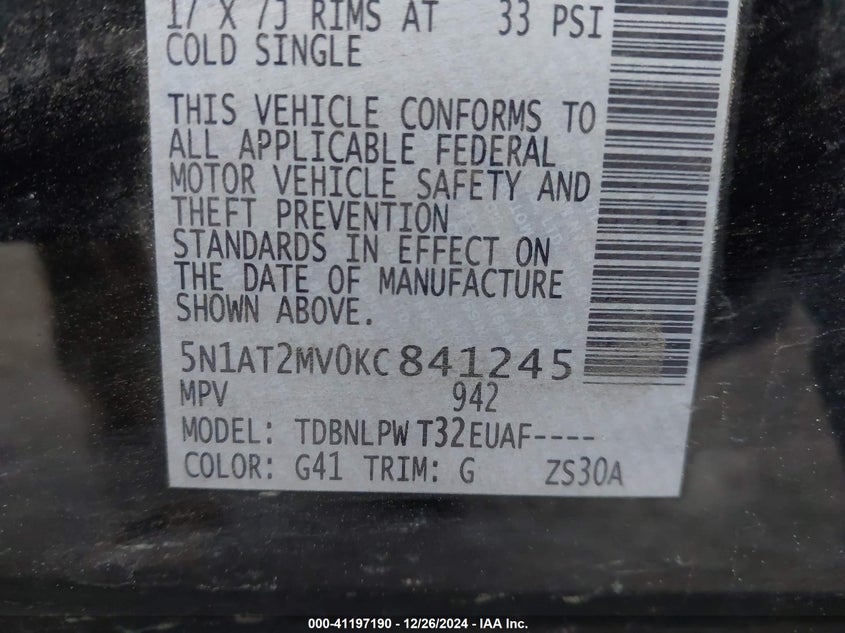 17 X 7J RIMS AT 33 PSI
COLD SINGLE
THIS VEHICLE CONFORMS TO
ALL APPLICABLE FEDERAL
MOTOR VEHICLE SAFETY AND
THEFT PREVENTION
STANDARDS IN EFFECT ON
THE DATE OF MANUFACTURE
SHOWN ABOVE.
5N1AT2MV0KC841245
MPV 942
MODEL: TDBNLPW T32EUAF----
COLOR: G41 TRIM: G ZS30A
000-41197190 - 12/26/2024 - IAA Inc.